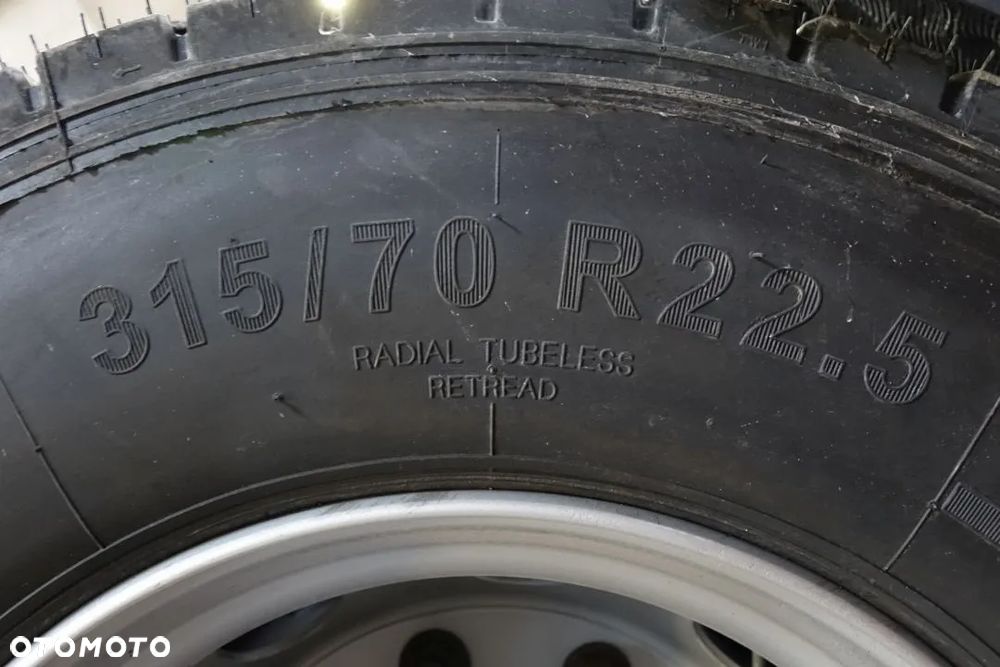 315/70 R22.5
RADIAL TUBELESS
RETREAD
OTOMOTO